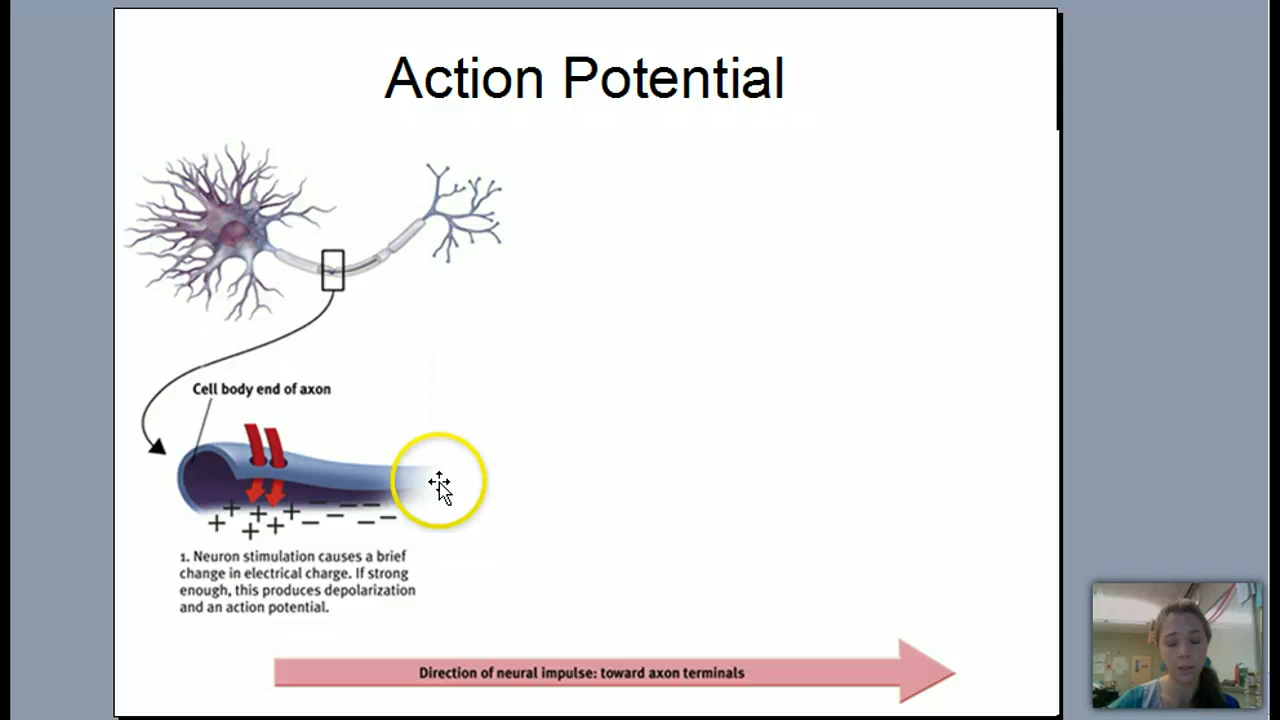 Action Potential
Cell body end of axon
1. Neuron stimulation causes a brief
change in electrical charge. If strong
enough, this produces depolarization
and an action potential.
Direction of neural impulse: toward axon terminals